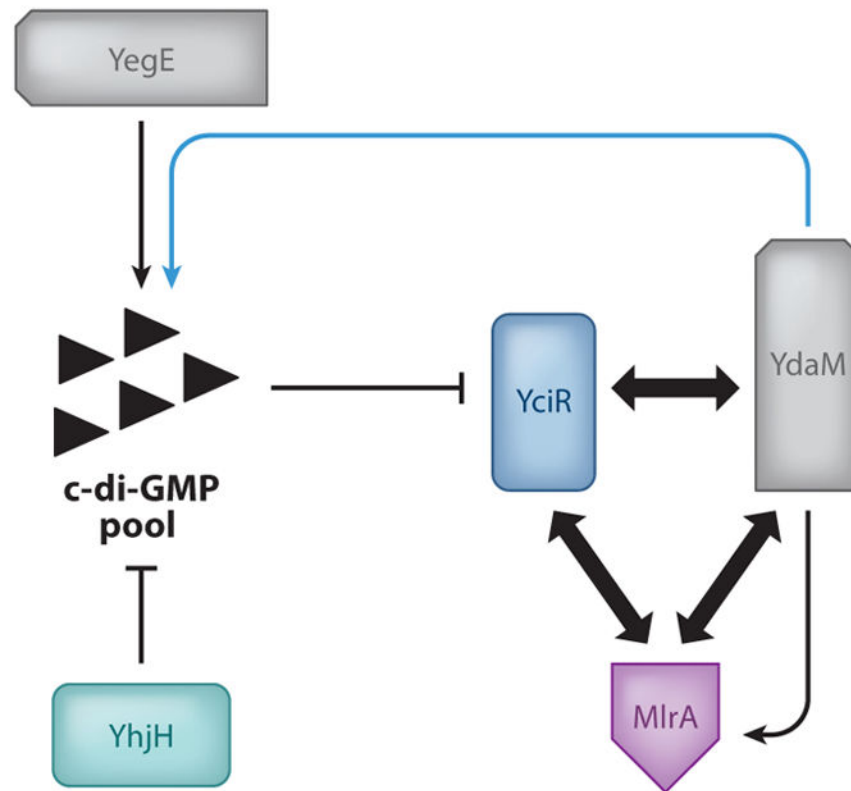 YegE
YdaM
YciR
c-di-GMP
pool
MlrA
YhjH